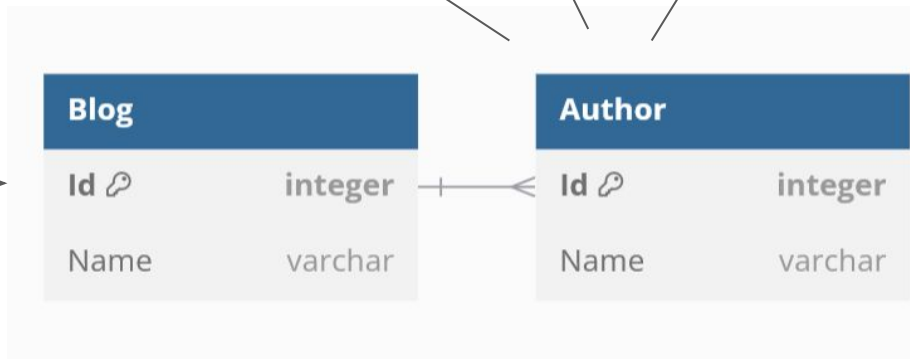 Blog
Id integer
Name varchar
Author
Id integer
Name varchar